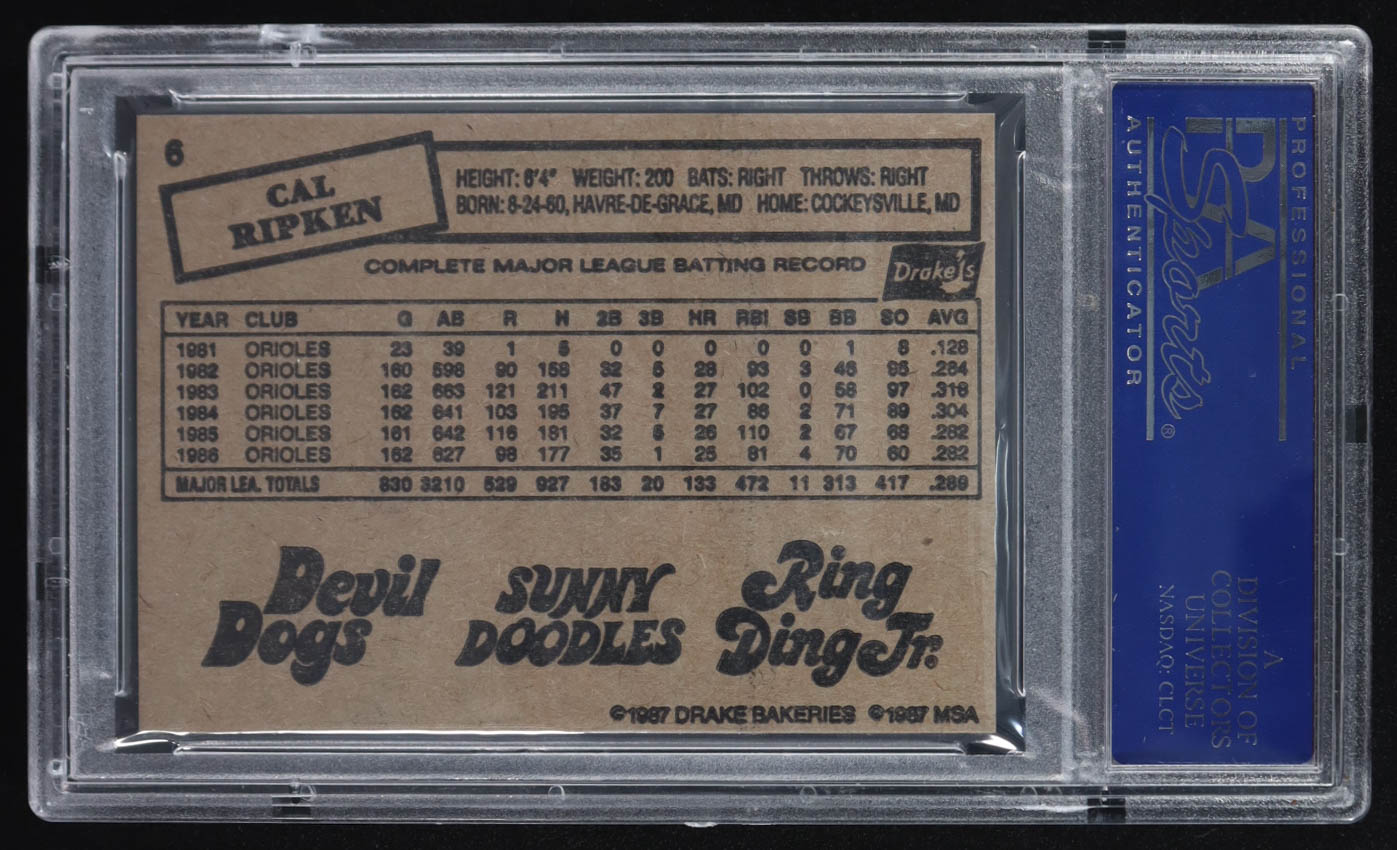 6
CAL
RIPKEN
HEIGHT: 6'4" WEIGHT: 200 BATS: RIGHT THROWS: RIGHT
BORN: 8-24-60, HAVRE-DE-GRACE, MD HOME: COCKEYSVILLE, MD
COMPLETE MAJOR LEAGUE BATTING RECORD
Drake's
YEAR CLUB G AB R H 2B 3B HR RBI SB BB SO AVG
1981 ORIOLES 23 39 1 5 0 0 0 0 0 1 8 .128
1982 ORIOLES 160 598 90 158 32 5 28 93 3 46 95 .264
1983 ORIOLES 162 663 121 211 47 2 27 102 0 58 97 .318
1984 ORIOLES 162 641 103 195 37 7 27 86 2 71 89 .304
1985 ORIOLES 161 642 116 181 32 5 26 110 2 67 68 .282
1986 ORIOLES 162 627 98 177 35 1 25 81 4 70 60 .282
MAJOR LEA. TOTALS 830 3210 529 927 183 20 133 472 11 313 417 .289
Devil
Dogs
SUNNY
DOODLES
Ring
Ding Jr.
©1987 DRAKE BAKERIES ©1987 MSA
PROFESSIONAL
PSA
Sports®
AUTHENTICATOR
A
DIVISION OF
COLLECTORS
UNIVERSE
NASDAQ: CLCT